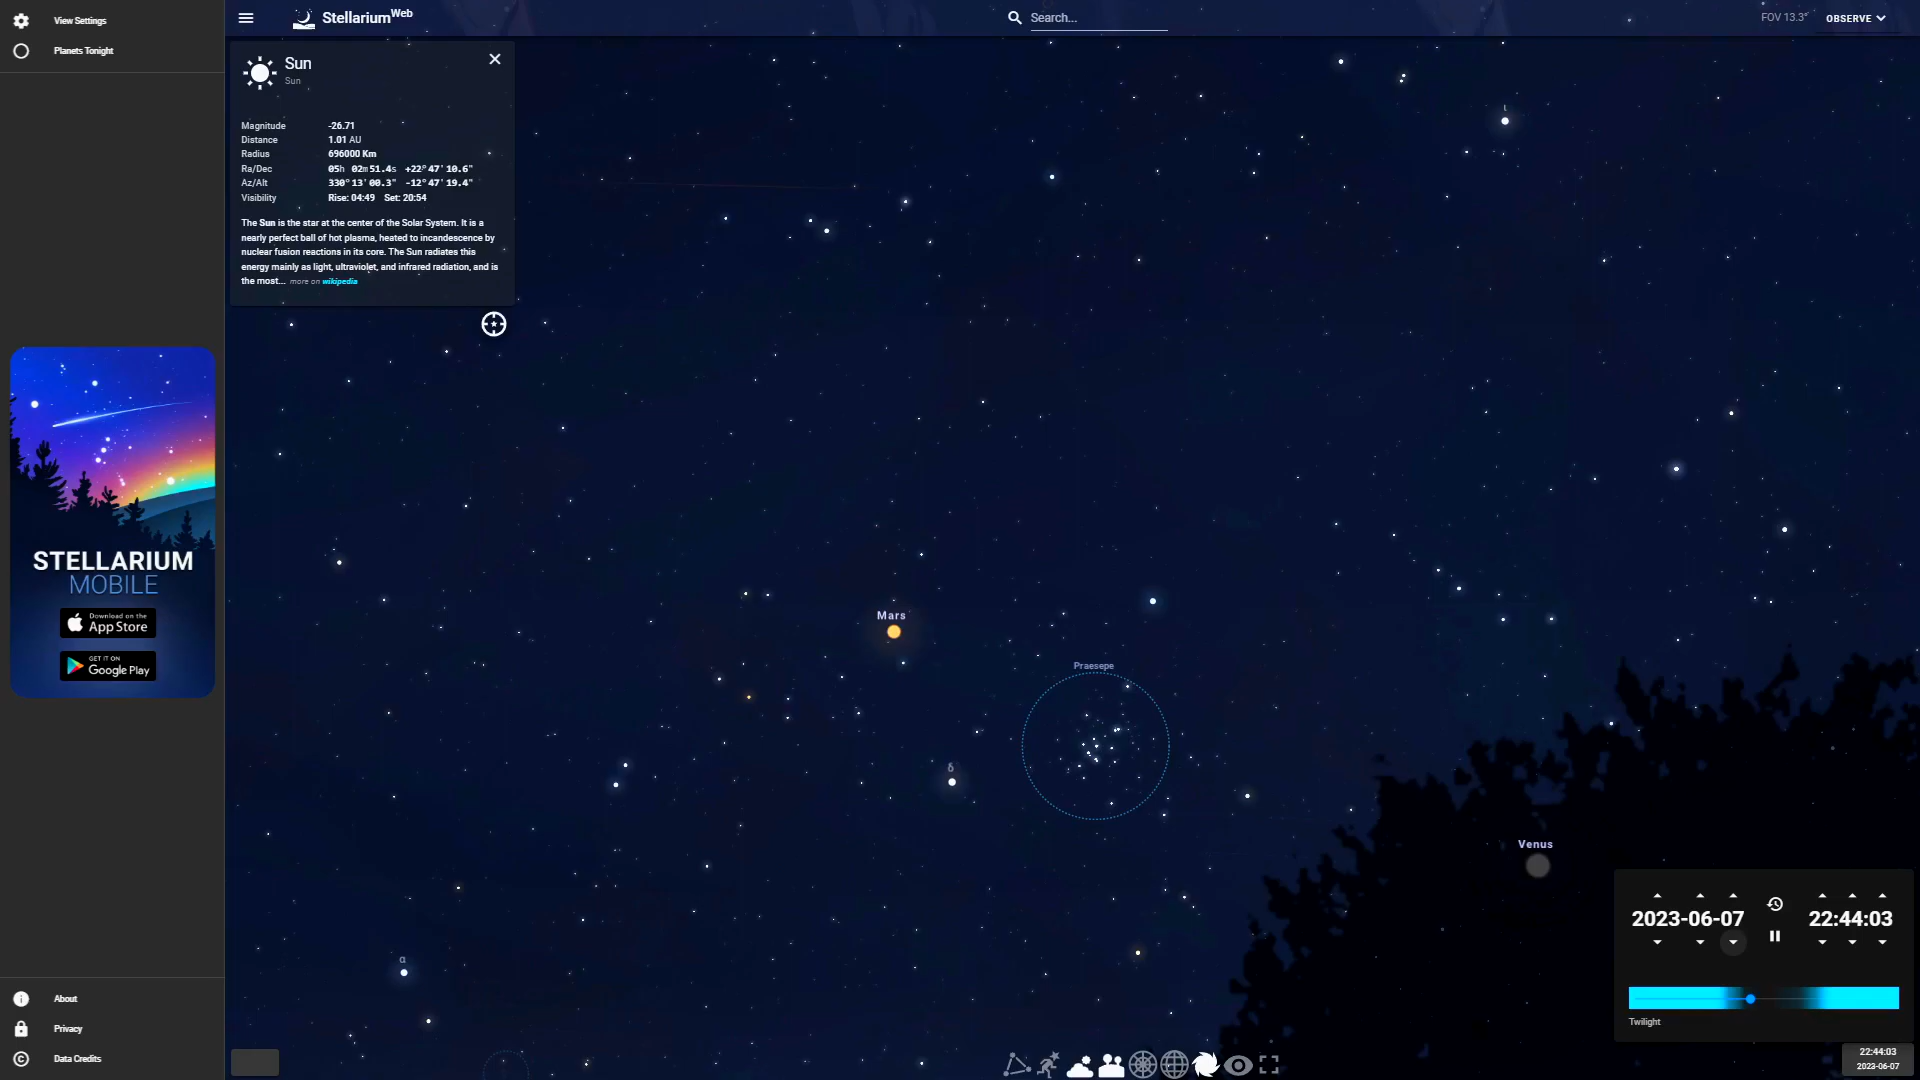 View Settings
Planets Tonight
StellariumWeb
Search...
FOV 13.3°
OBSERVE
Sun
Sun
Magnitude -26.71
Distance 1.01 AU
Radius 696000 Km
Ra/Dec 05h 02m51.4s +22°47'10.6"
Az/Alt 330°13'00.3" -12°47'19.4"
Visibility Rise: 04:49 Set: 20:54
The Sun is the star at the center of the Solar System. It is a
nearly perfect ball of hot plasma, heated to incandescence by
nuclear fusion reactions in its core. The Sun radiates this
energy mainly as light, ultraviolet, and infrared radiation, and is
the most... more on wikipedia
ι
Mars
Praesepe
δ
Venus
α
STELLARIUM
MOBILE
Download on the
App Store
GET IT ON
Google Play
2023-06-07 22:44:03
Twilight
About
Privacy
Data Credits
22:44:03
2023-06-07